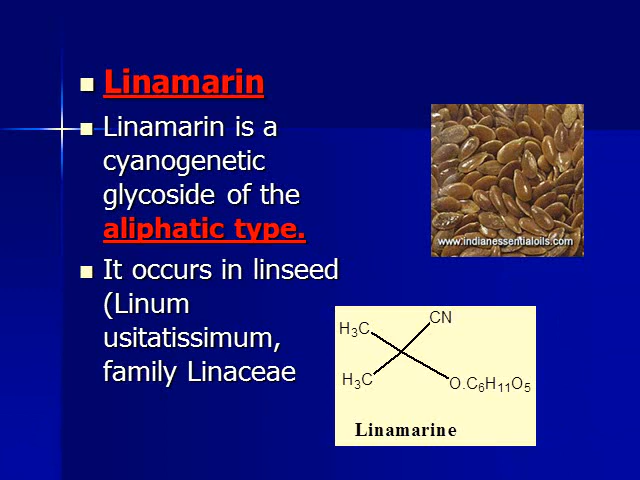 Linamarin
Linamarin is a
cyanogenetic
glycoside of the
aliphatic type.
It occurs in linseed
(Linum
usitatissimum,
family Linaceae
www.indianessentialoils.com
CN
H3C
H3C
O.C6H11O5
Linamarine